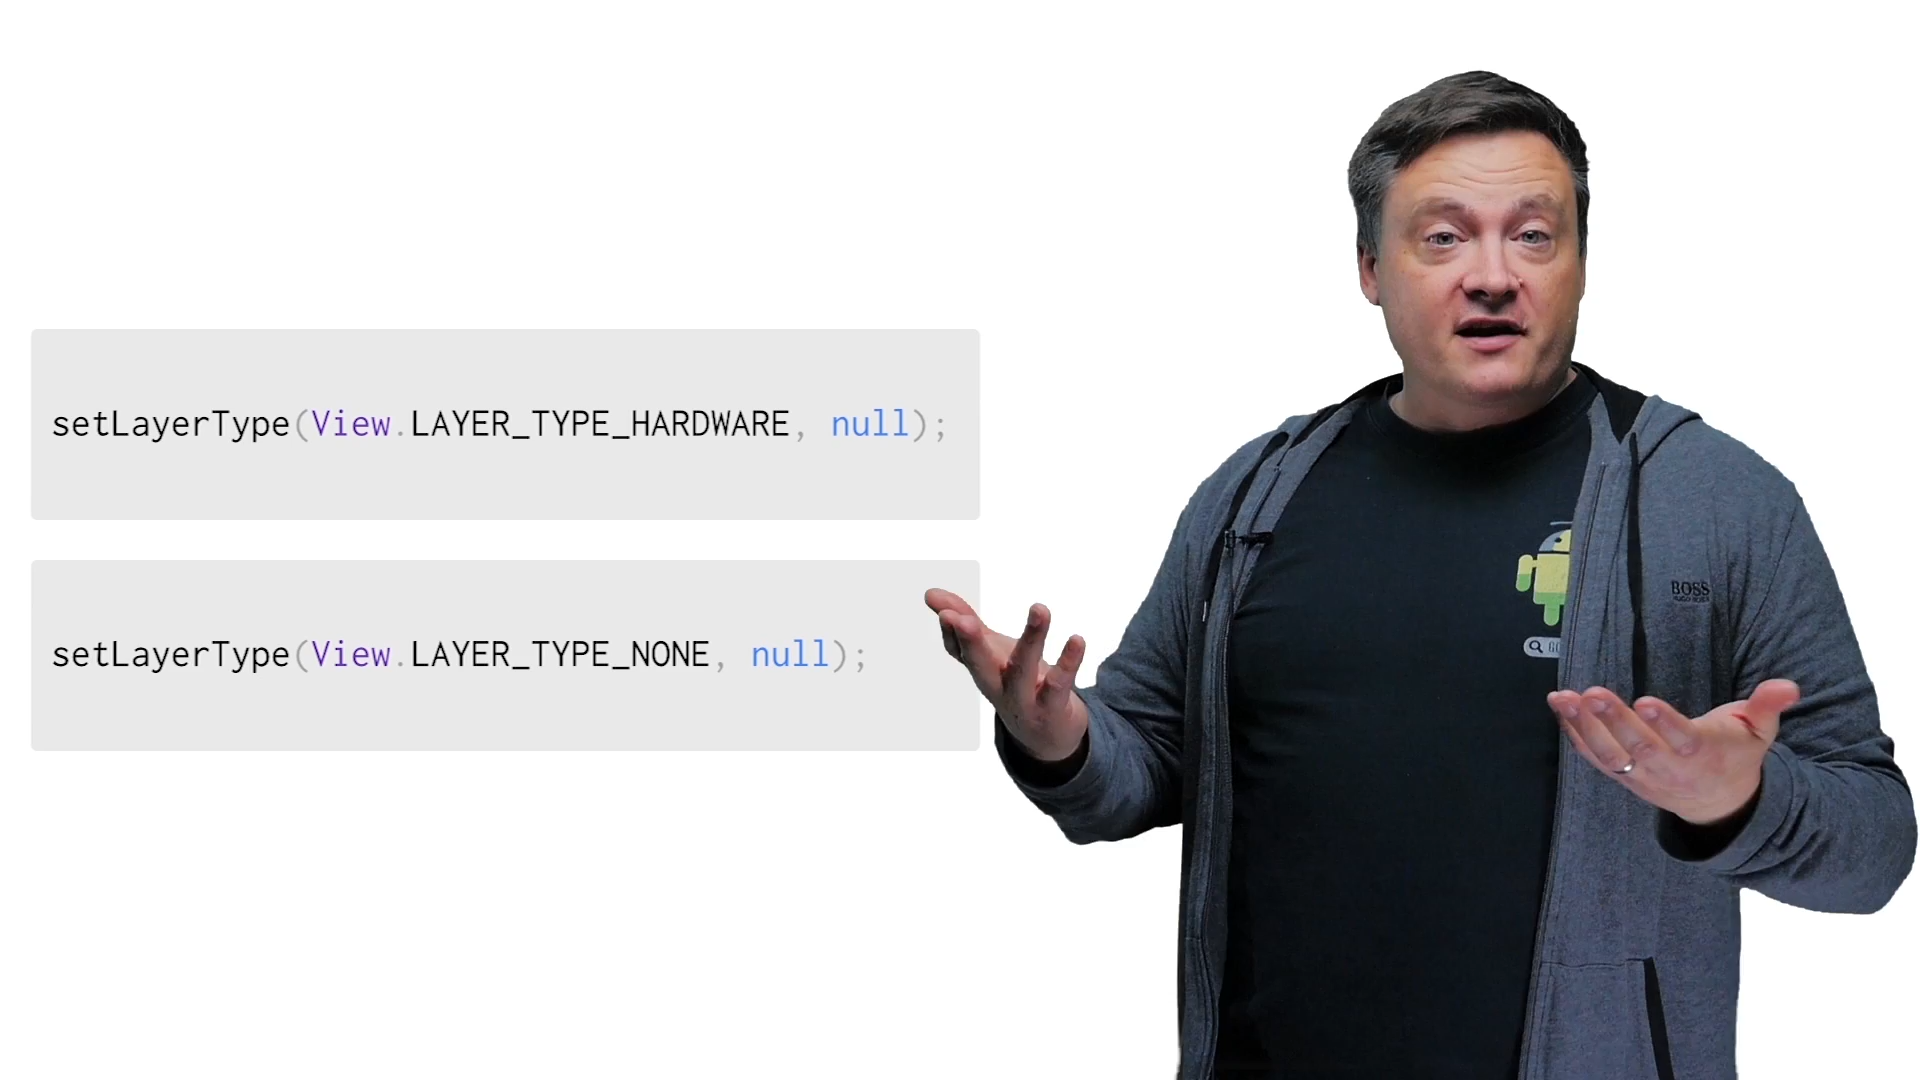 setLayerType(View.LAYER_TYPE_HARDWARE, null);
setLayerType(View.LAYER_TYPE_NONE, null);
BOSS